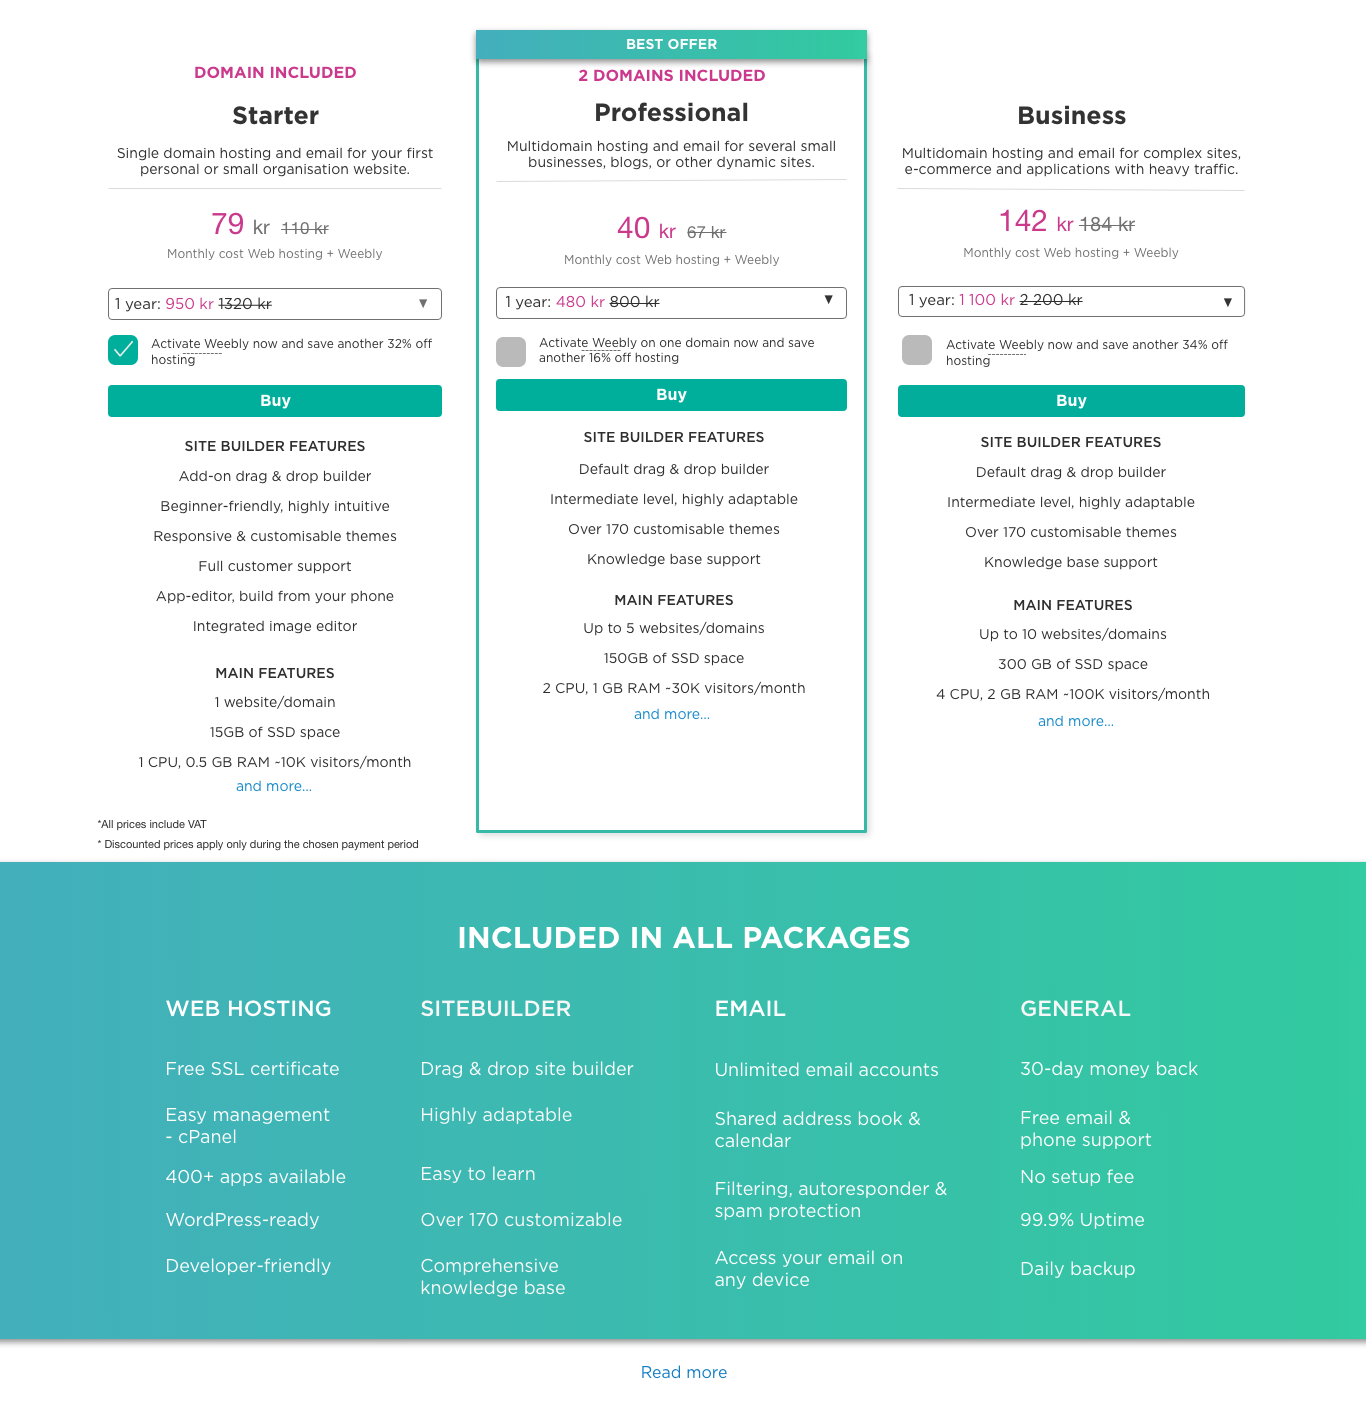 DOMAIN INCLUDED
Starter
Single domain hosting and email for your first
personal or small organisation website.
79 kr 110 kr
Monthly cost Web hosting + Weebly
1 year: 950 kr 1320 kr
▼
Activate Weebly now and save another 32% off
hosting
Buy
SITE BUILDER FEATURES
Add-on drag & drop builder
Beginner-friendly, highly intuitive
Responsive & customisable themes
Full customer support
App-editor, build from your phone
Integrated image editor
MAIN FEATURES
1 website/domain
15GB of SSD space
1 CPU, 0.5 GB RAM ~10K visitors/month
and more...
*All prices include VAT
* Discounted prices apply only during the chosen payment period
BEST OFFER
2 DOMAINS INCLUDED
Professional
Multidomain hosting and email for several small
businesses, blogs, or other dynamic sites.
40 kr 67 kr
Monthly cost Web hosting + Weebly
1 year: 480 kr 800 kr
▼
Activate Weebly on one domain now and save
another 16% off hosting
Buy
SITE BUILDER FEATURES
Default drag & drop builder
Intermediate level, highly adaptable
Over 170 customisable themes
Knowledge base support
MAIN FEATURES
Up to 5 websites/domains
150GB of SSD space
2 CPU, 1 GB RAM ~30K visitors/month
and more...
Business
Multidomain hosting and email for complex sites,
e-commerce and applications with heavy traffic.
142 kr 184 kr
Monthly cost Web hosting + Weebly
1 year: 1 100 kr 2 200 kr
▼
Activate Weebly now and save another 34% off
hosting
Buy
SITE BUILDER FEATURES
Default drag & drop builder
Intermediate level, highly adaptable
Over 170 customisable themes
Knowledge base support
MAIN FEATURES
Up to 10 websites/domains
300 GB of SSD space
4 CPU, 2 GB RAM ~100K visitors/month
and more...
INCLUDED IN ALL PACKAGES
WEB HOSTING
Free SSL certificate
Easy management
- cPanel
400+ apps available
WordPress-ready
Developer-friendly
SITEBUILDER
Drag & drop site builder
Highly adaptable
Easy to learn
Over 170 customizable
Comprehensive
knowledge base
EMAIL
Unlimited email accounts
Shared address book &
calendar
Filtering, autoresponder &
spam protection
Access your email on
any device
GENERAL
30-day money back
Free email &
phone support
No setup fee
99.9% Uptime
Daily backup
Read more